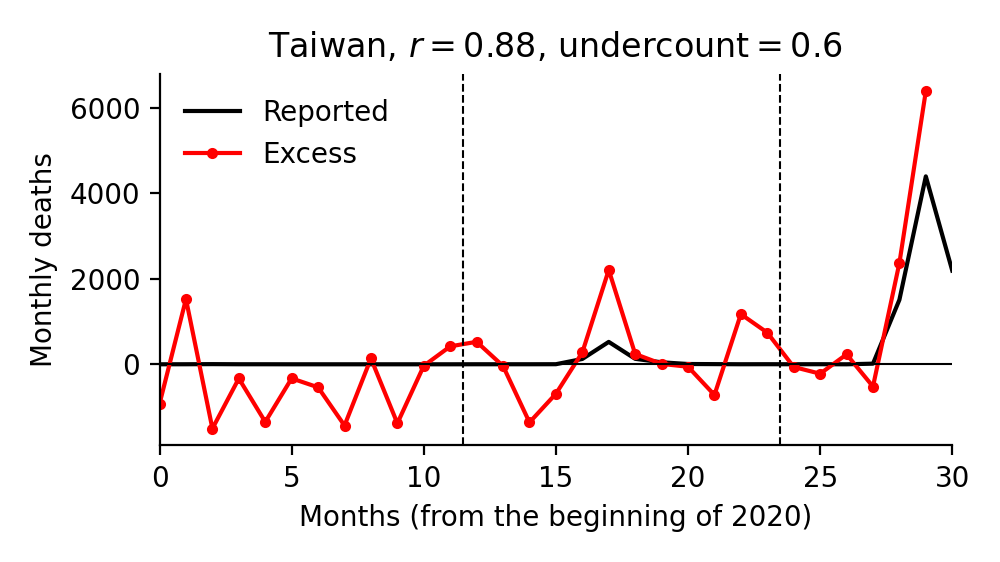 Taiwan, r = 0.88, undercount = 0.6
Reported
Excess
6000
4000
2000
0
Monthly deaths
0 5 10 15 20 25 30
Months (from the beginning of 2020)